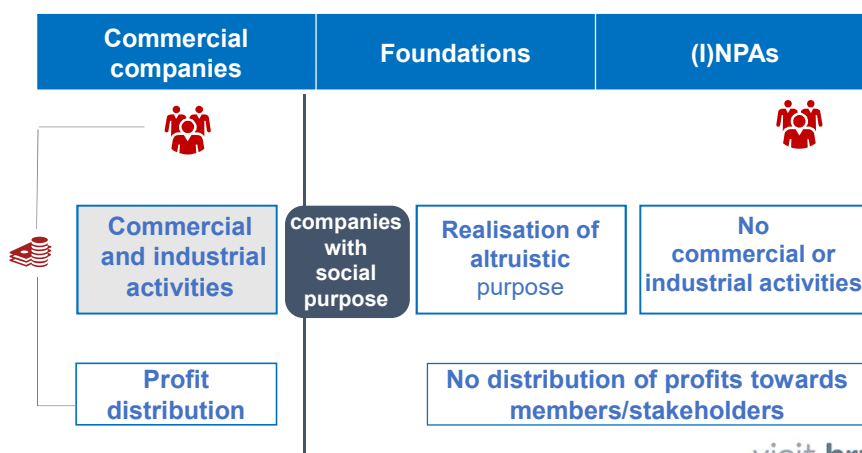 Commercial
companies
Foundations
(I)NPAs
Commercial
and industrial
activities
companies
with
social
purpose
Realisation of
altruistic
purpose
No
commercial or
industrial activities
Profit
distribution
No distribution of profits towards
members/stakeholders
visit